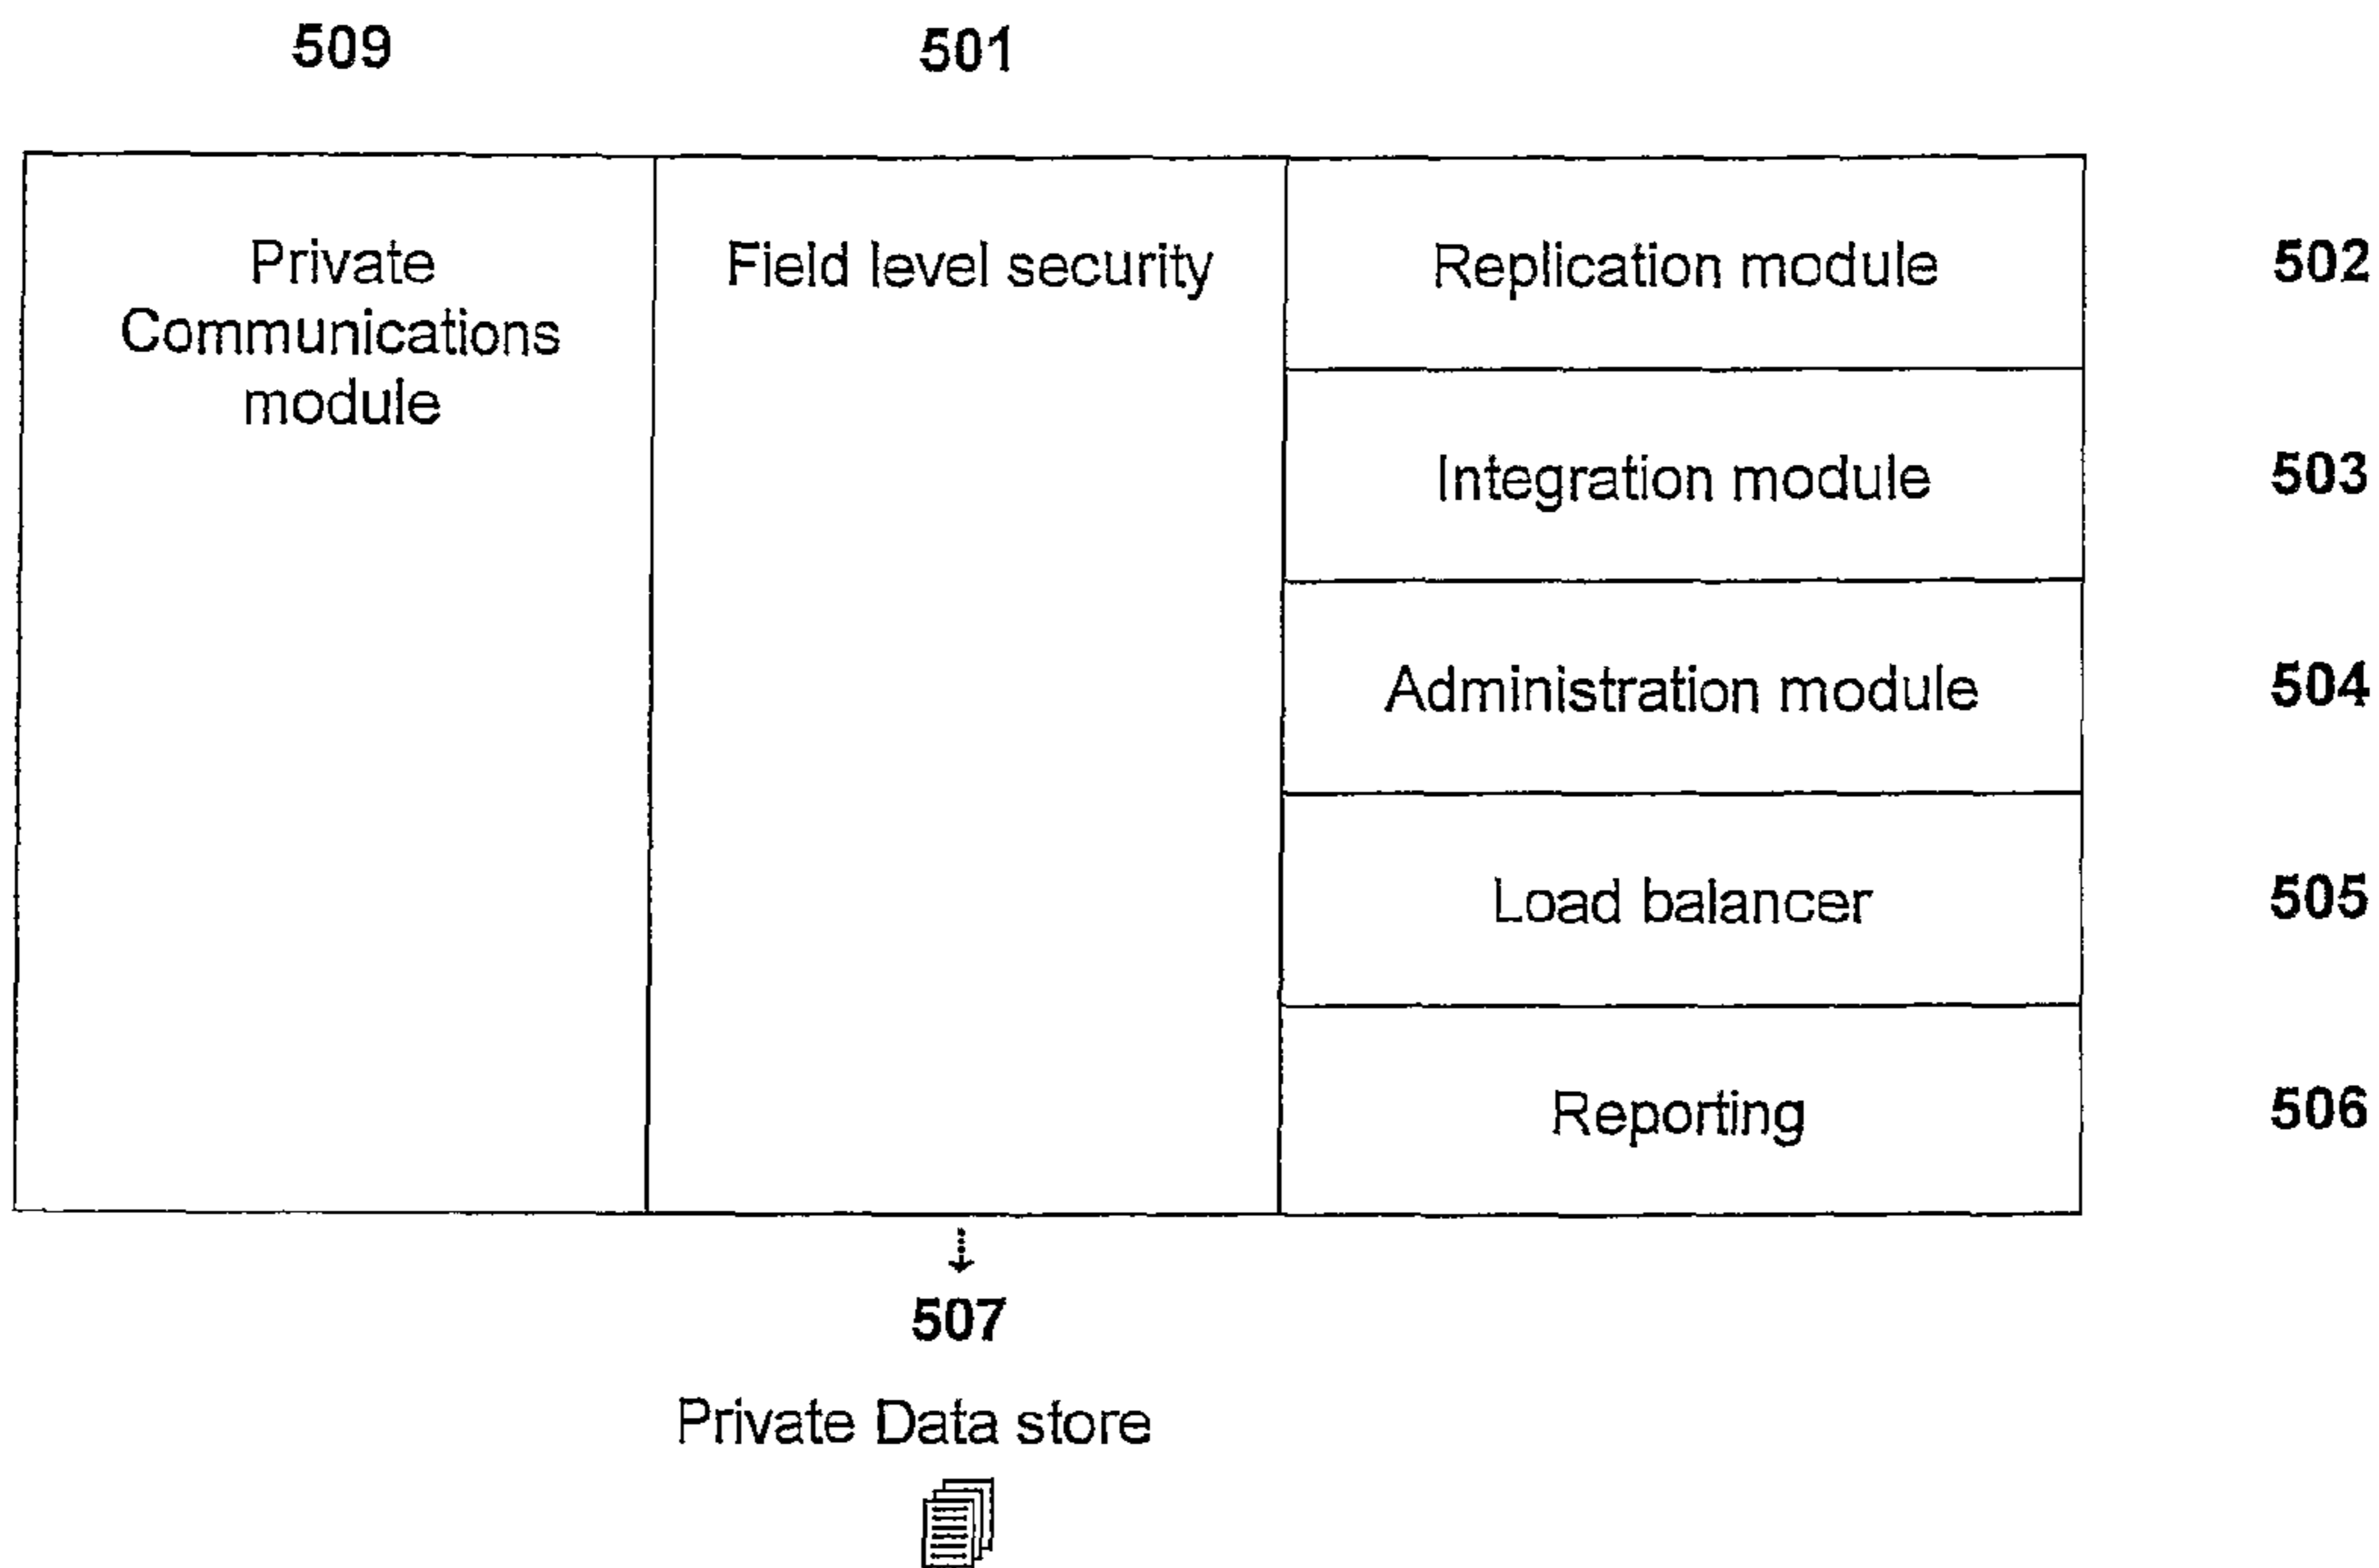 509
501
Private
Communications
module
Field level security
Replication module
502
Integration module
503
Administration module
504
Load balancer
505
Reporting
506
507
Private Data store